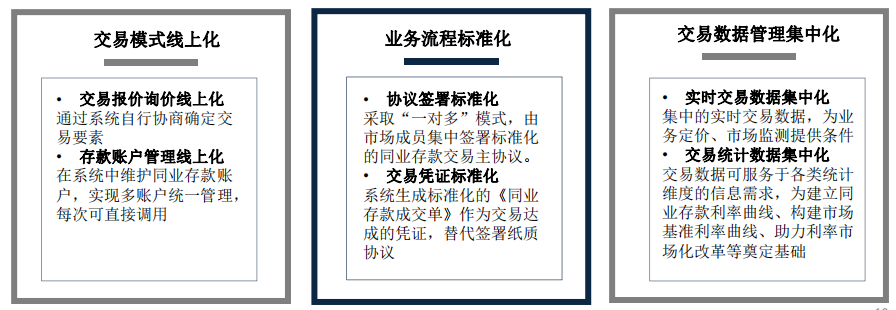 交易模式线上化
• 交易报价询价线上化
通过系统自行协商确定交
易要素
• 存款账户管理线上化
在系统中维护同业存款账
户，实现多账户统一管理，
每次可直接调用
业务流程标准化
• 协议签署标准化
采取“一对多”模式，由
市场成员集中签署标准化
的同业存款交易主协议。
• 交易凭证标准化
系统生成标准化的《同业
存款成交单》作为交易达
成的凭证，替代签署纸质
协议
交易数据管理集中化
• 实时交易数据集中化
集中的实时交易数据，为业
务定价、市场监测提供条件
• 交易统计数据集中化
交易数据可服务于各类统计
维度的信息需求，为建立同
业存款利率曲线、构建市场
基准利率曲线、助力利率市
场化改革等奠定基础